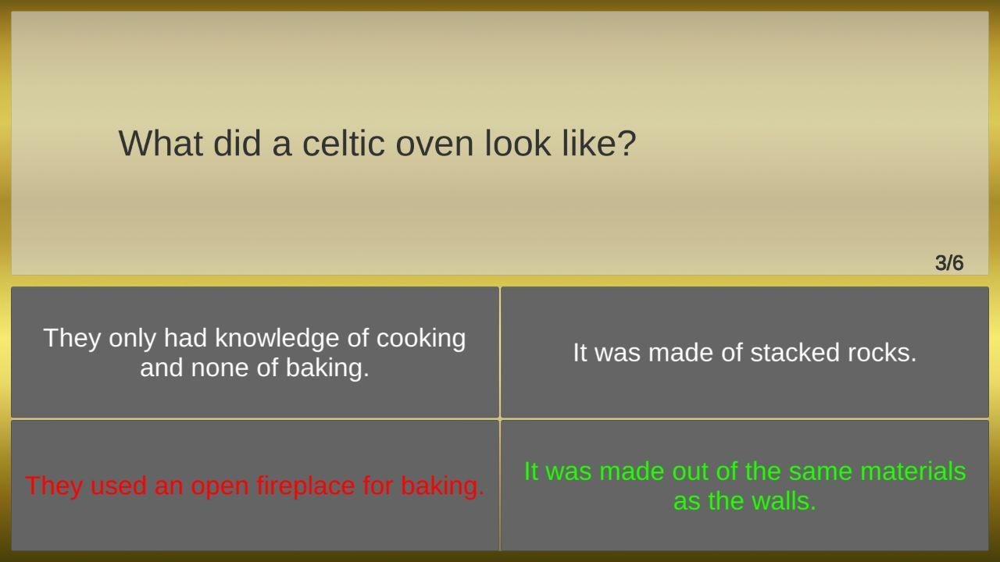 What did a celtic oven look like?
3/6
They only had knowledge of cooking
and none of baking.
It was made of stacked rocks.
They used an open fireplace for baking.
It was made out of the same materials
as the walls.